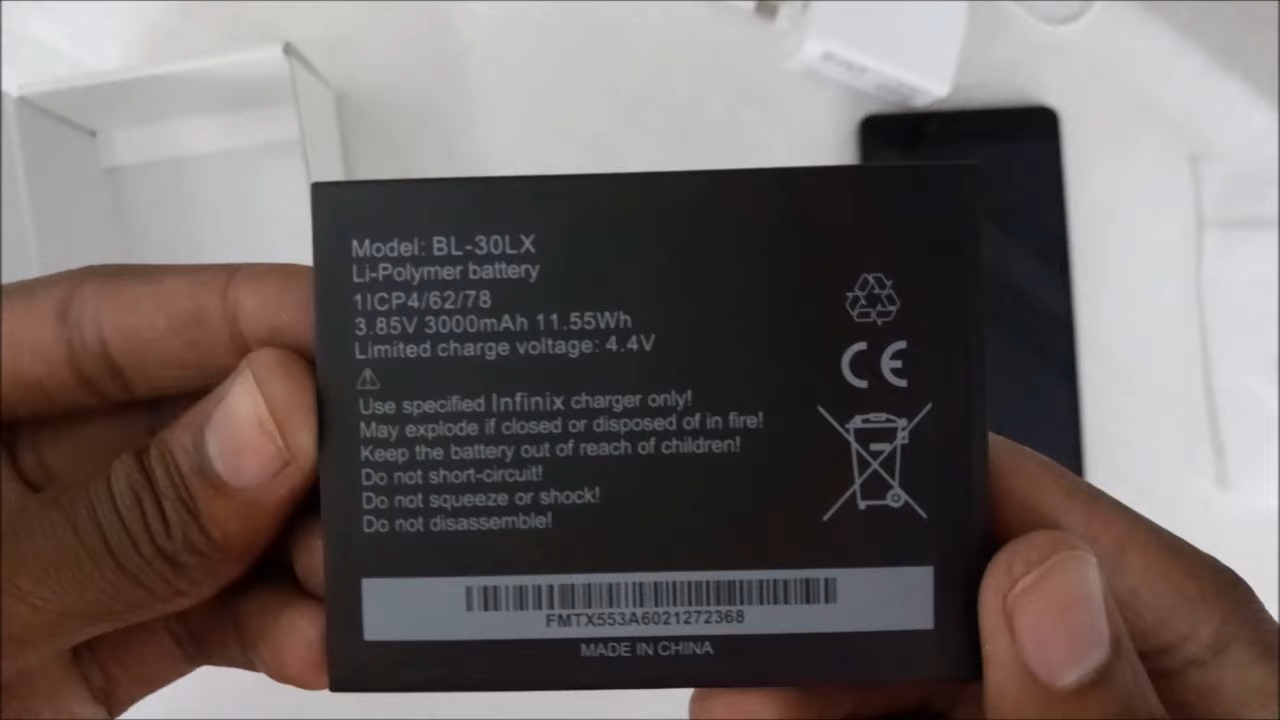 Model: BL-30LX
Li-Polymer battery
1ICP4/62/78
3.85V 3000mAh 11.55Wh
Limited charge voltage: 4.4V
Use specified Infinix charger only!
May explode if closed or disposed of in fire!
Keep the battery out of reach of children!
Do not short-circuit!
Do not squeeze or shock!
Do not disassemble!
CE
FMTX553A6021272368
MADE IN CHINA